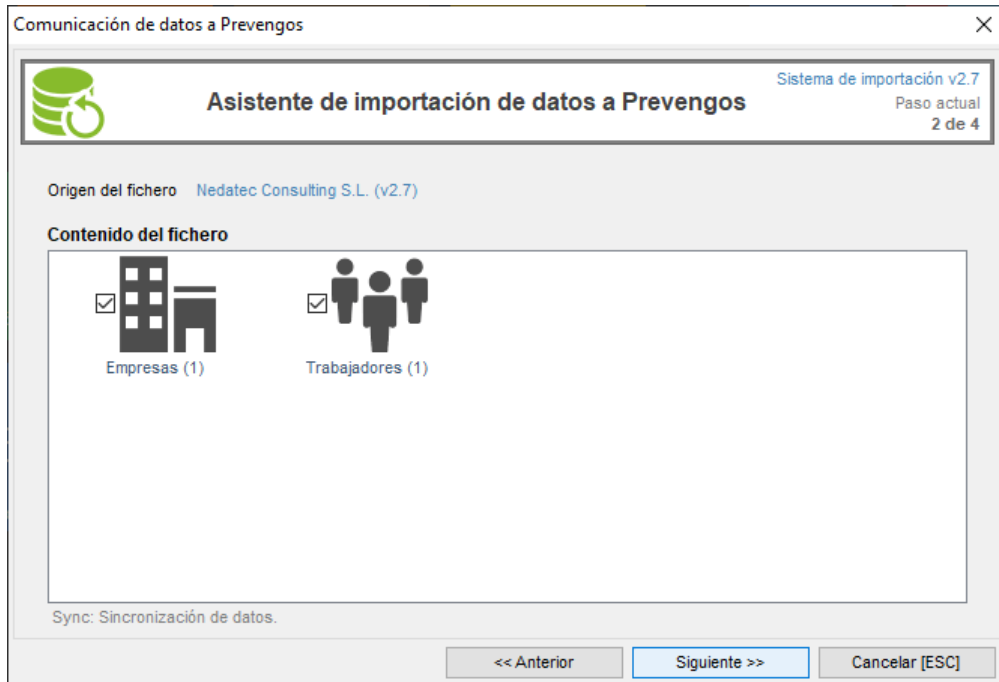 Comunicación de datos a Prevengos
Asistente de importación de datos a Prevengos
Sistema de importación v2.7
Paso actual
2 de 4
Origen del fichero Nedatec Consulting S.L. (v2.7)
Contenido del fichero
Empresas (1) Trabajadores (1)
Sync: Sincronización de datos.
<< Anterior Siguiente >> Cancelar [ESC]